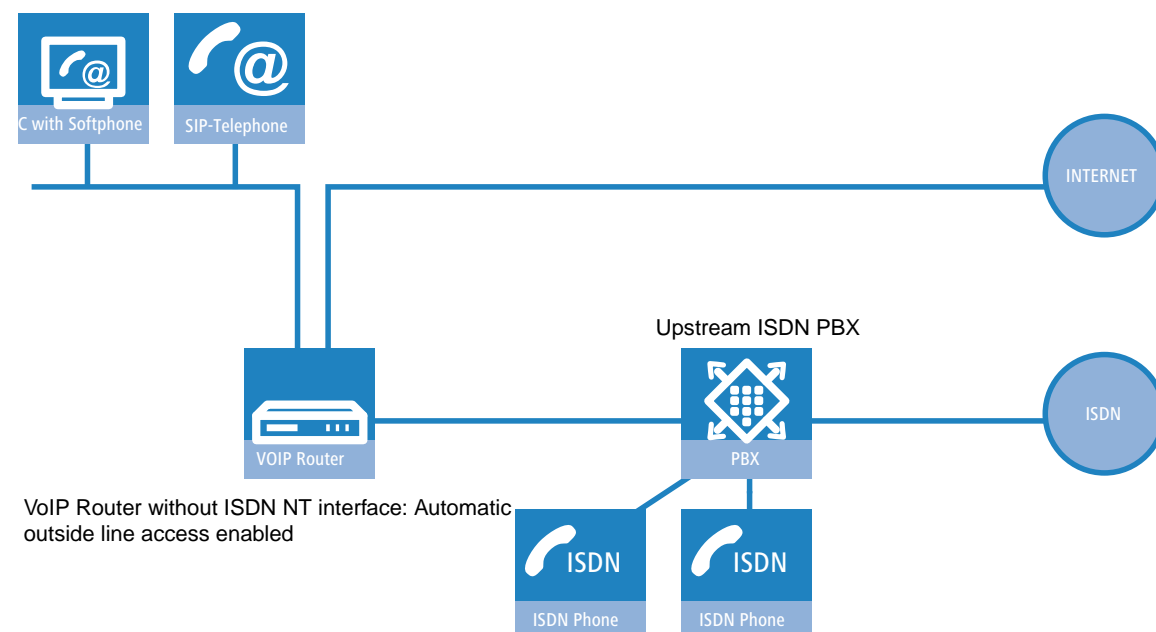 @
@
C with Softphone
SIP-Telephone
INTERNET
Upstream ISDN PBX
ISDN
VOIP Router
PBX
VoIP Router without ISDN NT interface: Automatic
outside line access enabled
ISDN
ISDN
ISDN Phone
ISDN Phone